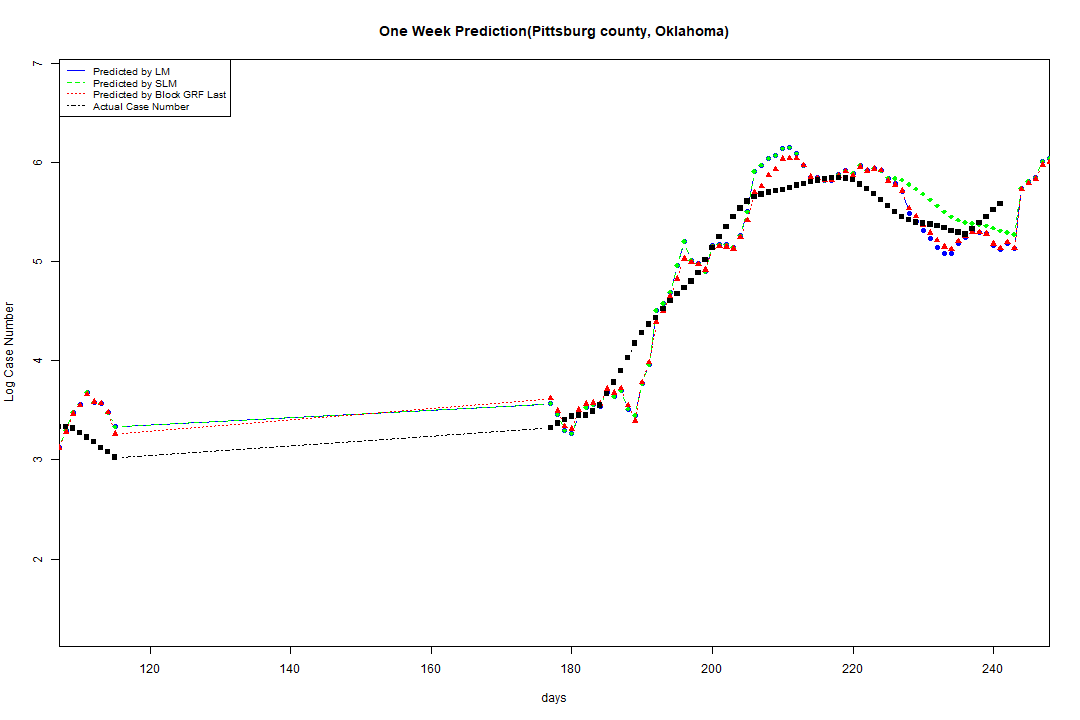 One Week Prediction(Pittsburg county, Oklahoma)
Predicted by LM
Predicted by SLM
Predicted by Block GRF Last
Actual Case Number
Log Case Number
7
6
5
4
3
2
120 140 160 180 200 220 240
days